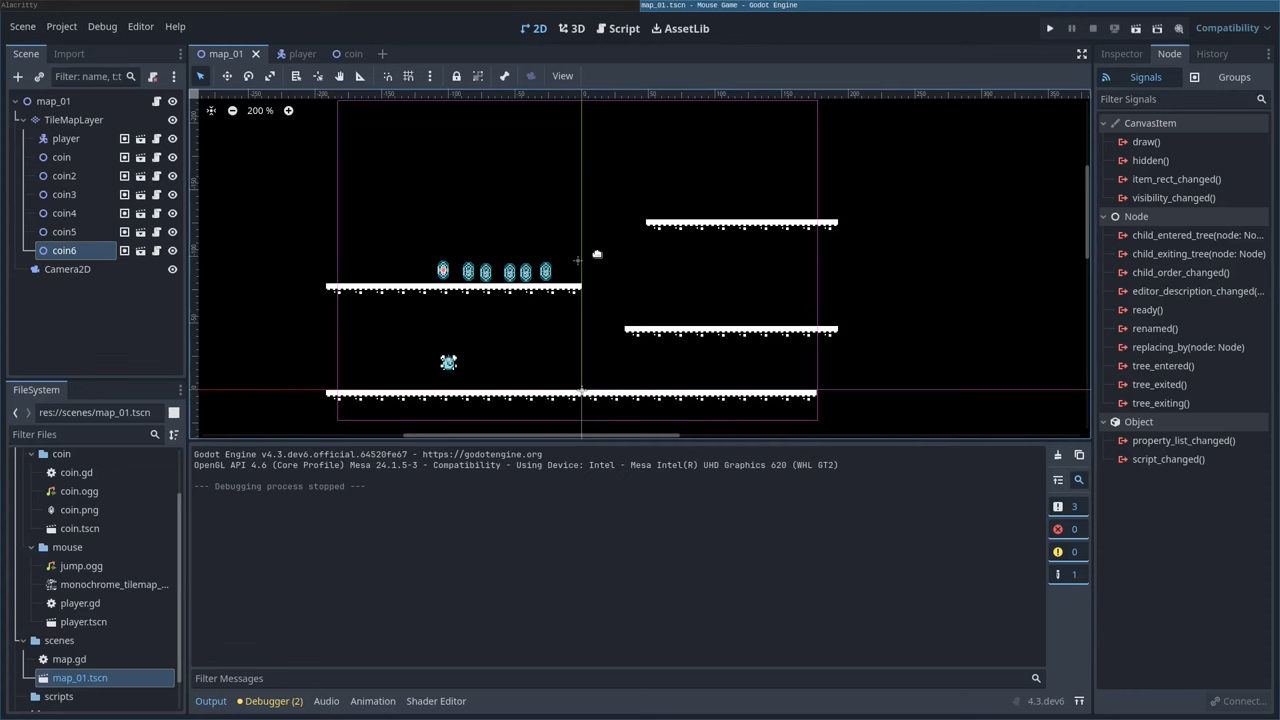 Alacritty
map_01.tscn - Mouse Game - Godot Engine
Scene Project Debug Editor Help
2D 3D Script AssetLib
Compatibility
Scene Import
map_01 player coin
Inspector Node History
Filter: name, t:t
View
Signals Groups
Filter Signals
200 %
map_01
TileMapLayer
player
coin
coin2
coin3
coin4
coin5
coin6
Camera2D
CanvasItem
draw()
hidden()
item_rect_changed()
visibility_changed()
Node
child_entered_tree(node: No...
child_exiting_tree(node: Node)
child_order_changed()
editor_description_changed(...
ready()
renamed()
replacing_by(node: Node)
tree_entered()
tree_exited()
tree_exiting()
Object
property_list_changed()
script_changed()
FileSystem
res://scenes/map_01.tscn
Filter Files
coin
coin.gd
coin.ogg
coin.png
coin.tscn
mouse
jump.ogg
monochrome_tilemap_...
player.gd
player.tscn
scenes
map.gd
map_01.tscn
scripts
Godot Engine v4.3.dev6.official.64520fe67 - https://godotengine.org
OpenGL API 4.6 (Core Profile) Mesa 24.1.5-3 - Compatibility - Using Device: Intel - Mesa Intel(R) UHD Graphics 620 (WHL GT2)
--- Debugging process stopped ---
3
0
0
1
Filter Messages
Output Debugger (2) Audio Animation Shader Editor
4.3.dev6
Connect...